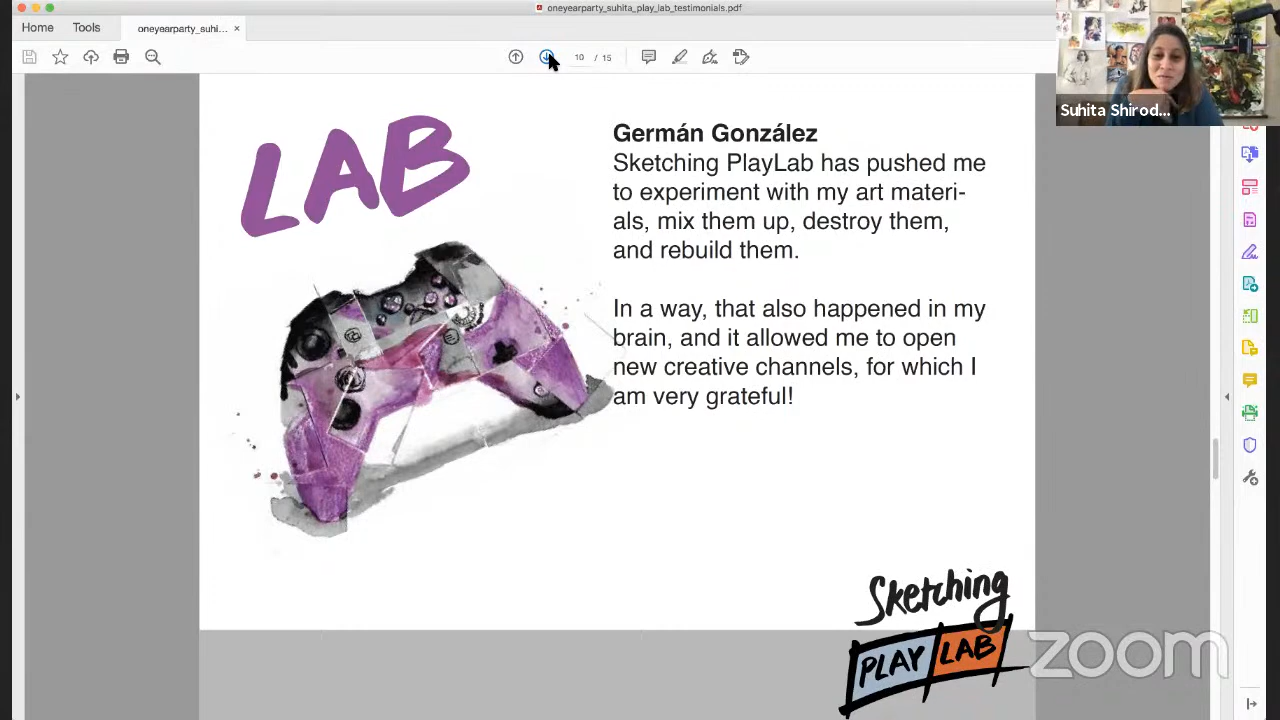 oneyearparty_suhita_play_lab_testimonials.pdf
Home
Tools
oneyearparty_suhi...
10 / 15
Suhita Shirod...
LAB
Germán González
Sketching PlayLab has pushed me
to experiment with my art materi-
als, mix them up, destroy them,
and rebuild them.
In a way, that also happened in my
brain, and it allowed me to open
new creative channels, for which I
am very grateful!
Sketching
PLAY LAB
zoom